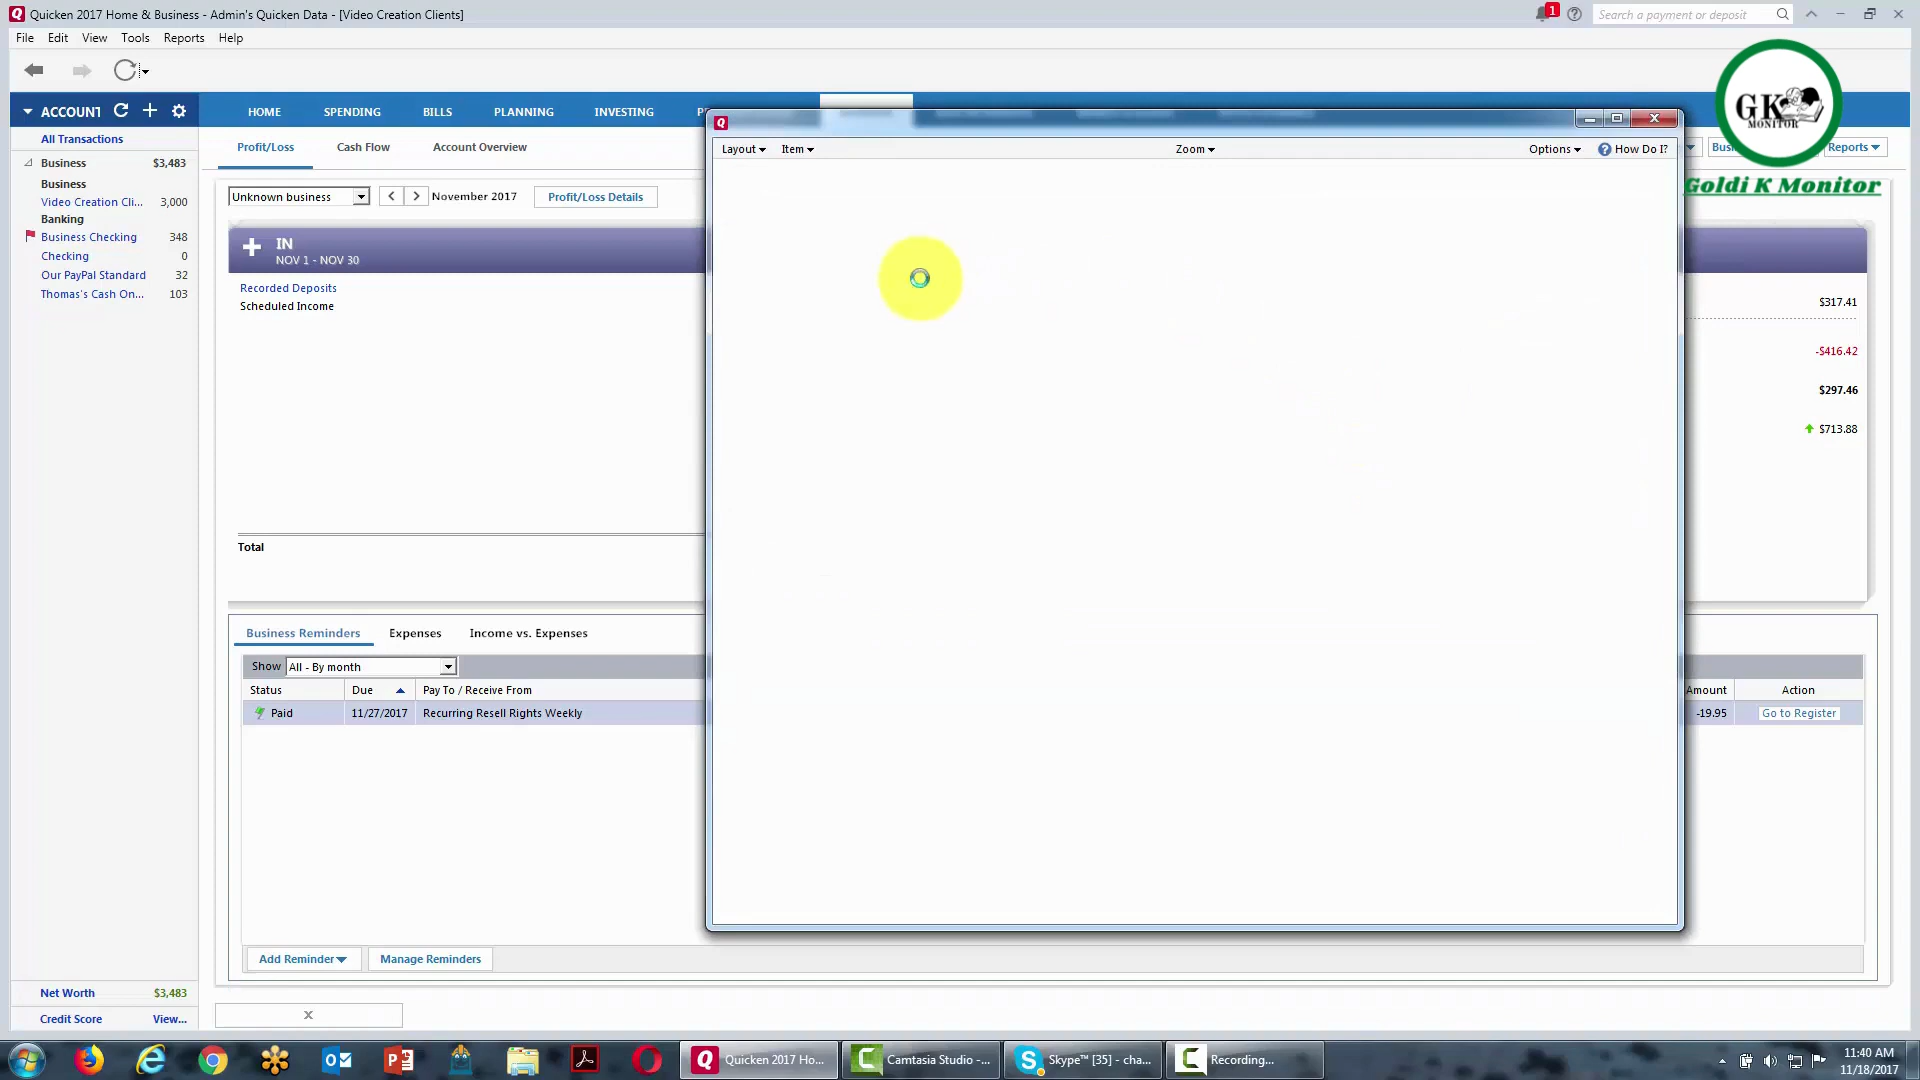 Quicken 2017 Home & Business - Admin's Quicken Data - [Video Creation Clients]
1
Search a payment or deposit
File Edit View Tools Reports Help
ACCOUNT
HOME SPENDING BILLS PLANNING INVESTING
GK
MONITOR
Goldi K Monitor
All Transactions
Business $3,483
Business
Video Creation Cli... 3,000
Banking
Business Checking 348
Checking 0
Our PayPal Standard 32
Thomas's Cash On... 103
Profit/Loss Cash Flow Account Overview
Reports
Unknown business
November 2017
Profit/Loss Details
IN
NOV 1 - NOV 30
Recorded Deposits
Scheduled Income
Total
Layout Item Zoom Options How Do I?
$317.41
-$416.42
$297.46
$713.88
Business Reminders Expenses Income vs. Expenses
Show All - By month
Status Due Pay To / Receive From Amount Action
Paid 11/27/2017 Recurring Resell Rights Weekly -19.95 Go to Register
Add Reminder Manage Reminders
Net Worth $3,483
Credit Score View...
X
Quicken 2017 Ho...
Camtasia Studio -...
Skype™ [35] - cha...
Recording...
11:40 AM
11/18/2017